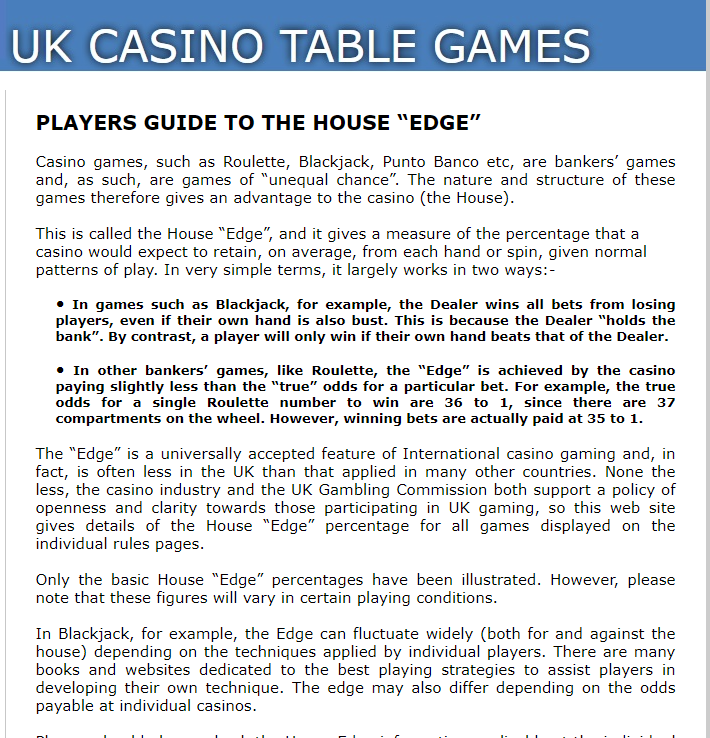 UK CASINO TABLE GAMES
PLAYERS GUIDE TO THE HOUSE “EDGE”
Casino games, such as Roulette, Blackjack, Punto Banco etc, are bankers’ games
and, as such, are games of “unequal chance”. The nature and structure of these
games therefore gives an advantage to the casino (the House).
This is called the House “Edge”, and it gives a measure of the percentage that a
casino would expect to retain, on average, from each hand or spin, given normal
patterns of play. In very simple terms, it largely works in two ways:-
• In games such as Blackjack, for example, the Dealer wins all bets from losing
players, even if their own hand is also bust. This is because the Dealer “holds the
bank”. By contrast, a player will only win if their own hand beats that of the Dealer.
• In other bankers’ games, like Roulette, the “Edge” is achieved by the casino
paying slightly less than the “true” odds for a particular bet. For example, the true
odds for a single Roulette number to win are 36 to 1, since there are 37
compartments on the wheel. However, winning bets are actually paid at 35 to 1.
The “Edge” is a universally accepted feature of International casino gaming and, in
fact, is often less in the UK than that applied in many other countries. None the
less, the casino industry and the UK Gambling Commission both support a policy of
openness and clarity towards those participating in UK gaming, so this web site
gives details of the House “Edge” percentage for all games displayed on the
individual rules pages.
Only the basic House “Edge” percentages have been illustrated. However, please
note that these figures will vary in certain playing conditions.
In Blackjack, for example, the Edge can fluctuate widely (both for and against the
house) depending on the techniques applied by individual players. There are many
books and websites dedicated to the best playing strategies to assist players in
developing their own technique. The edge may also differ depending on the odds
payable at individual casinos.